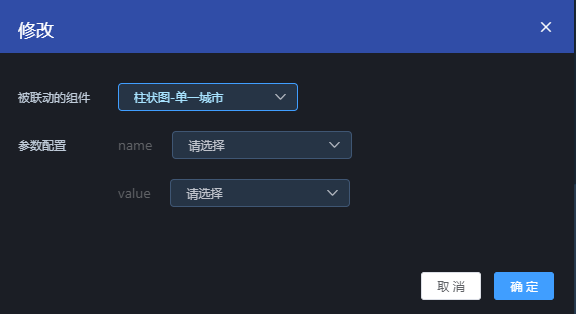 修改
被联动的组件 柱状图-单一城市
参数配置 name 请选择
value 请选择
取消 确定